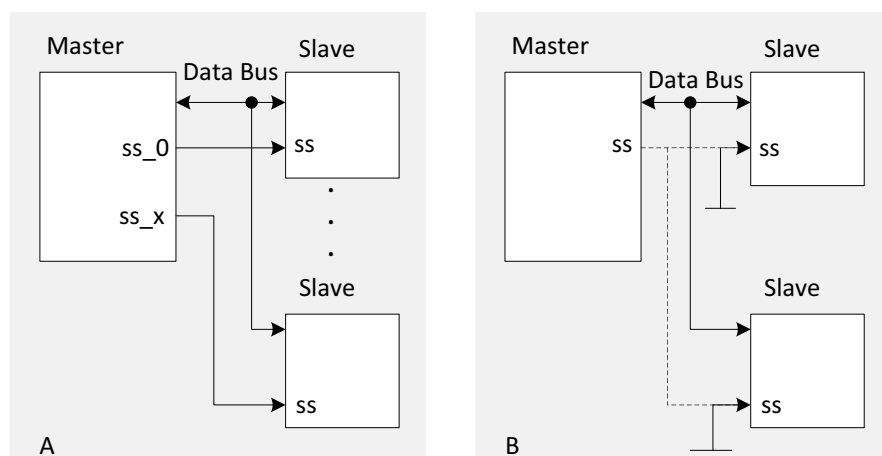 Master
Slave
Data Bus
ss_0
ss
ss_x
.
.
.
Slave
ss
A
Master
Slave
Data Bus
ss
ss
Slave
ss
B